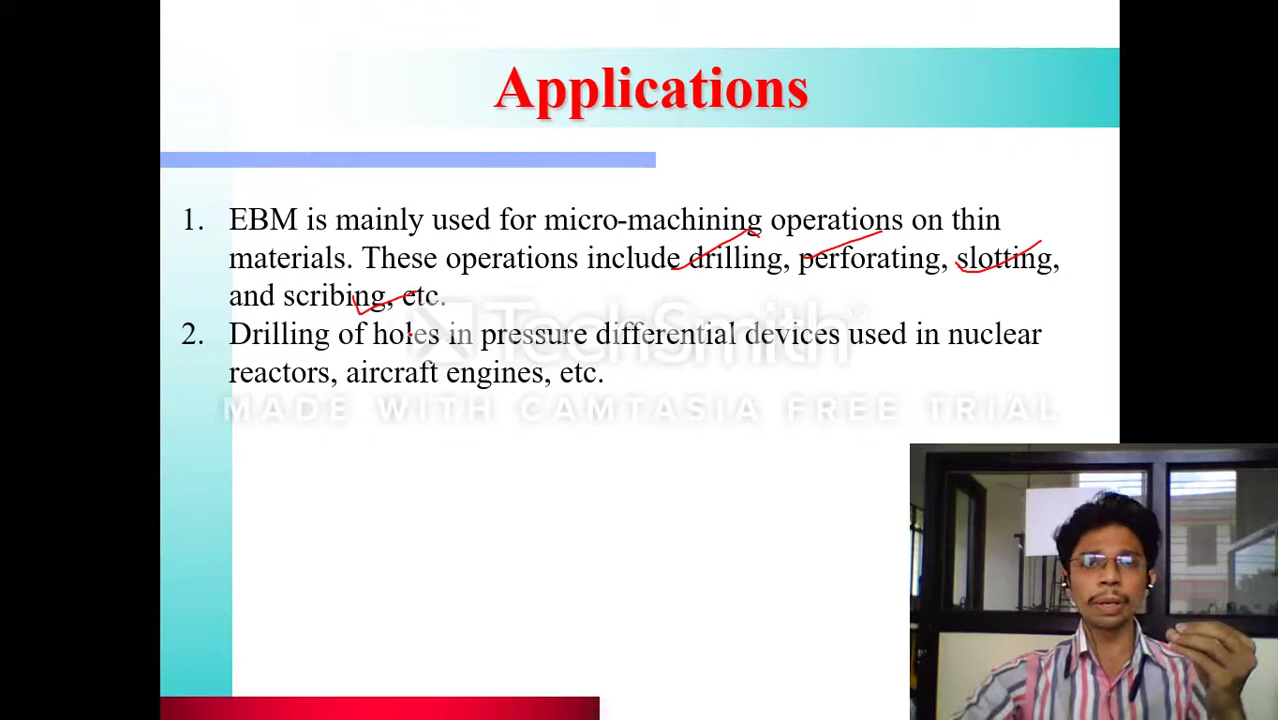 Applications
1. EBM is mainly used for micro-machining operations on thin
materials. These operations include drilling, perforating, slotting,
and scribing, etc.
2. Drilling of holes in pressure differential devices used in nuclear
TechSmith
reactors, aircraft engines, etc.
MADE WITH CAMTASIA FREE TRIAL